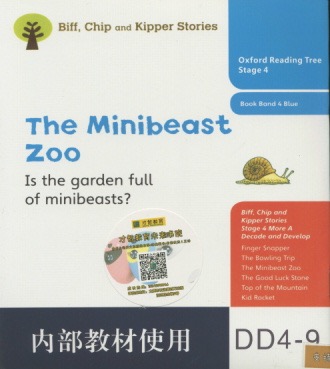 Biff, Chip and Kipper Stories
Oxford Reading Tree
Stage 4
Book Band 4 Blue
The Minibeast
Zoo
Is the garden full
of minibeasts?
Biff, Chip and
Kipper Stories
Stage 4 More A
Decode and Develop
Finger Snapper
The Bowling Trip
The Minibeast Zoo
The Good Luck Stone
Top of the Mountain
Kid Rocket
内部教材使用
DD4-9